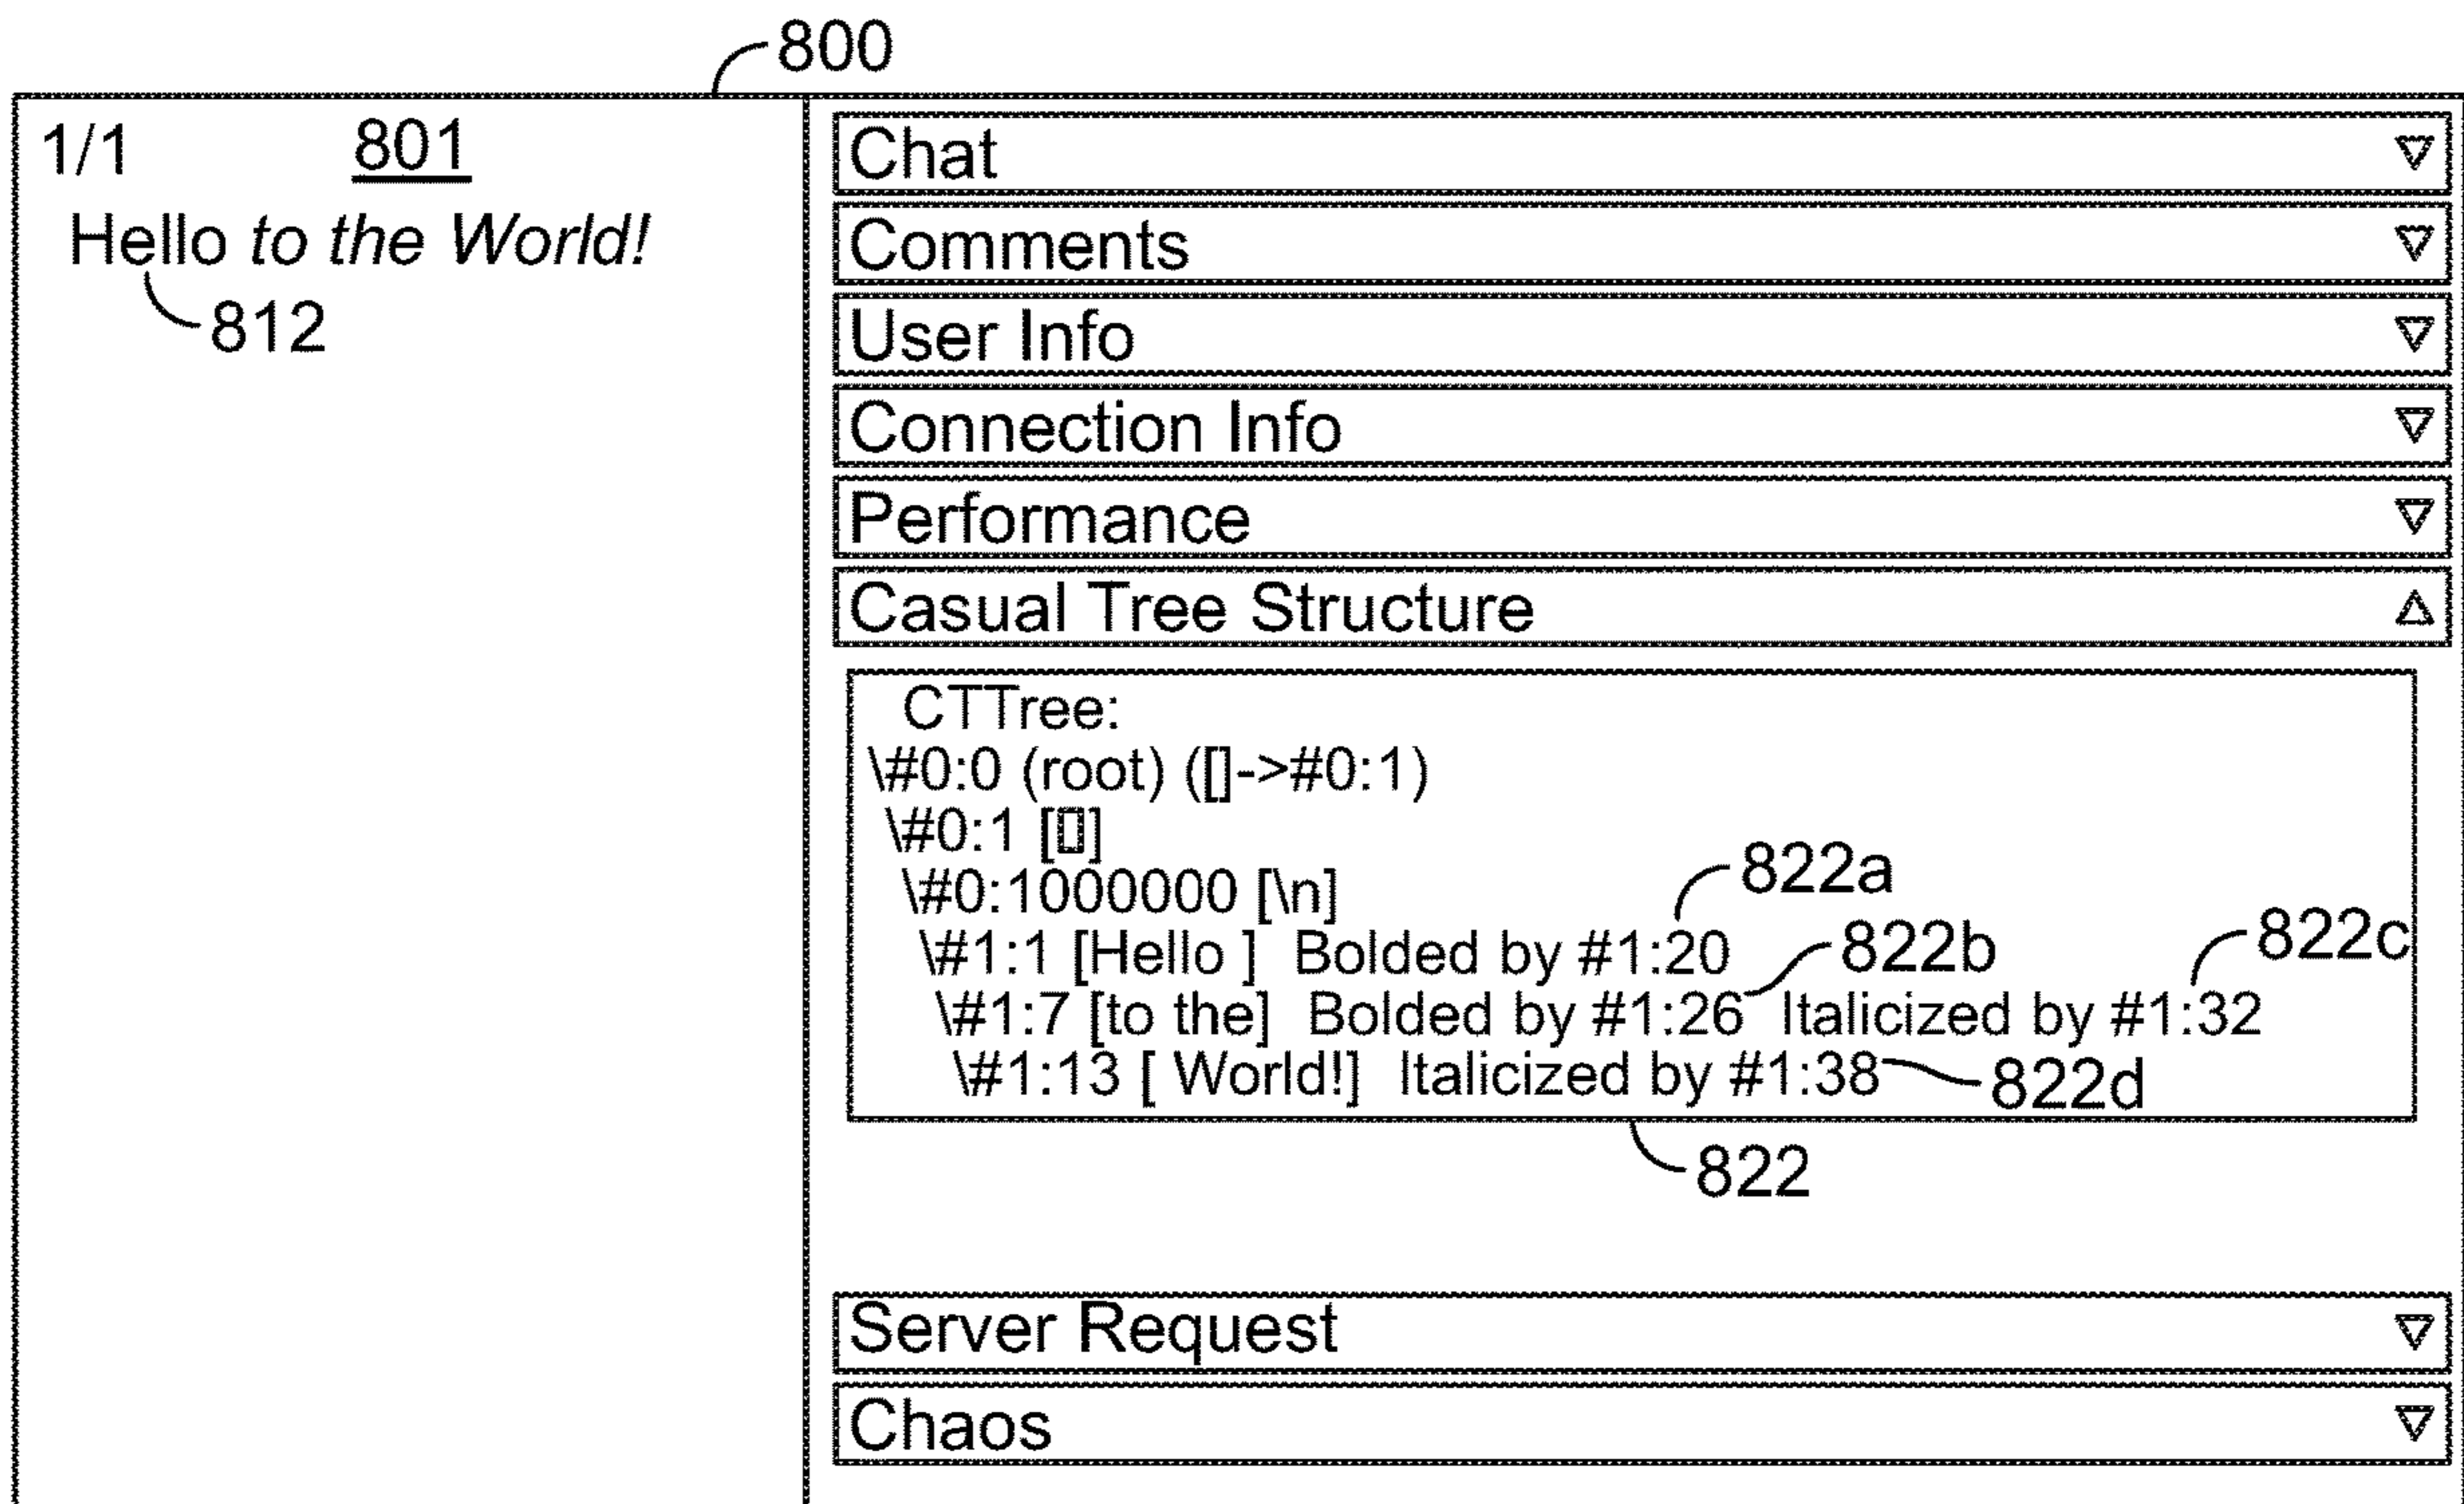 800
1/1 801
Hello to the World!
812
Chat
Comments
User Info
Connection Info
Performance
Casual Tree Structure
CTTree:
\#0:0 (root) ([]->#0:1)
\#0:1 [▯]
\#0:1000000 [\n]
822a
\#1:1 [Hello ] Bolded by #1:20
822b
822c
\#1:7 [to the] Bolded by #1:26 Italicized by #1:32
\#1:13 [ World!] Italicized by #1:38
822d
822
Server Request
Chaos